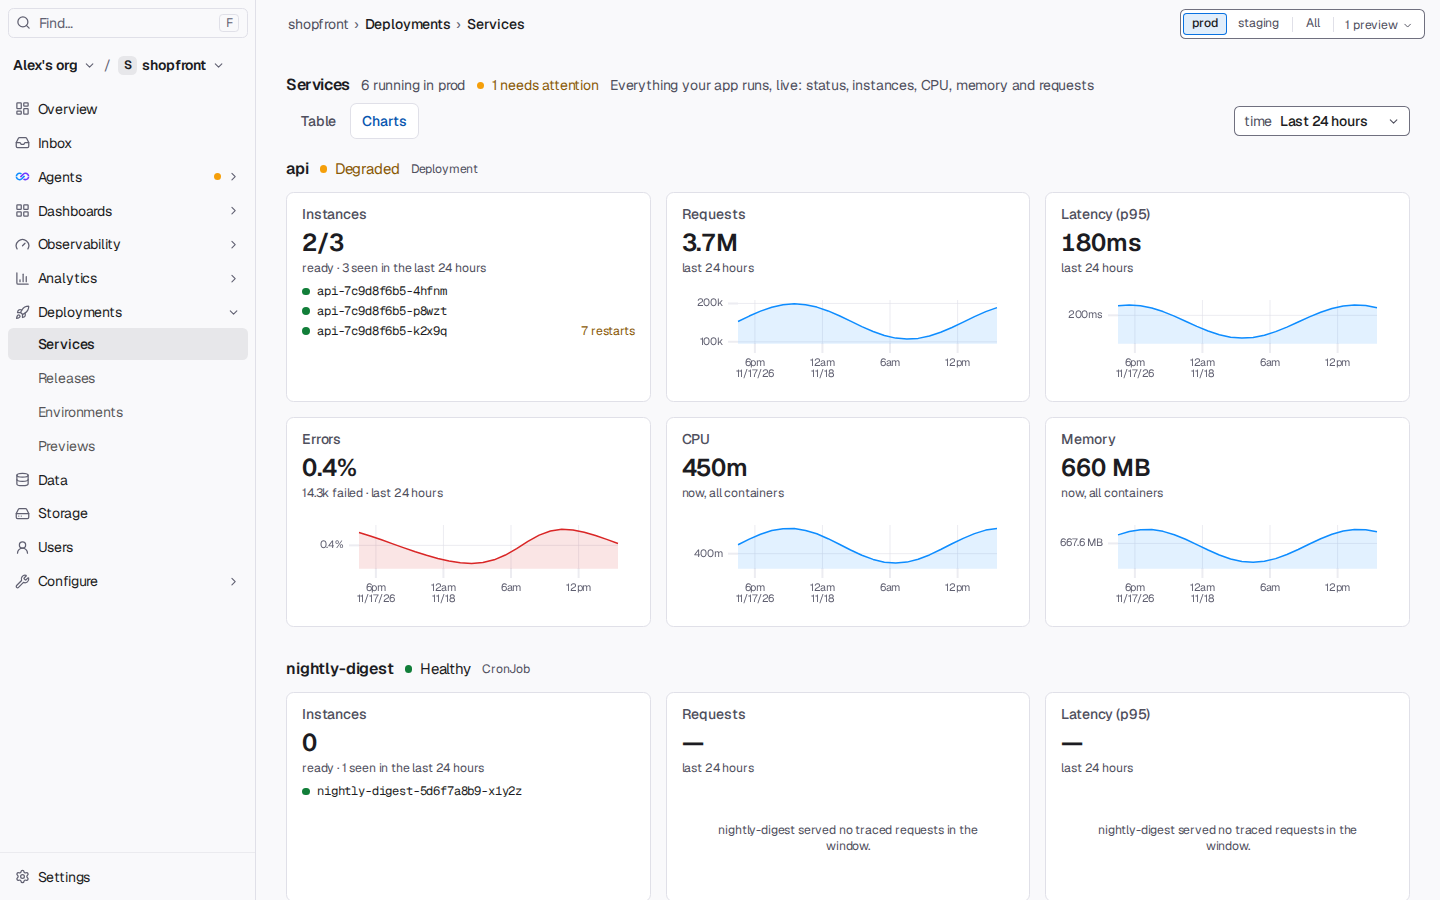 Find...
F
Alex's org
/
S
shopfront
Overview
Inbox
Agents
Dashboards
Observability
Analytics
Deployments
Services
Releases
Environments
Previews
Data
Storage
Users
Configure
Settings
shopfront › Deployments › Services
prod
staging
All
1 preview
Services
6 running in prod
1 needs attention
Everything your app runs, live: status, instances, CPU, memory and requests
Table
Charts
time Last 24 hours
api
Degraded
Deployment
Instances
2/3
ready · 3 seen in the last 24 hours
api-7c9d8f6b5-4hfnm
api-7c9d8f6b5-p8wzt
api-7c9d8f6b5-k2x9q
7 restarts
Requests
3.7M
last 24 hours
200k
100k
6pm
12am
6am
12pm
11/17/26
11/18
Latency (p95)
180ms
last 24 hours
200ms
6pm
12am
6am
12pm
11/17/26
11/18
Errors
0.4%
14.3k failed · last 24 hours
0.4%
6pm
12am
6am
12pm
11/17/26
11/18
CPU
450m
now, all containers
400m
6pm
12am
6am
12pm
11/17/26
11/18
Memory
660 MB
now, all containers
667.6 MB
6pm
12am
6am
12pm
11/17/26
11/18
nightly-digest
Healthy
CronJob
Instances
0
ready · 1 seen in the last 24 hours
nightly-digest-5d6f7a8b9-x1y2z
Requests
—
last 24 hours
nightly-digest served no traced requests in the
window.
Latency (p95)
—
last 24 hours
nightly-digest served no traced requests in the
window.